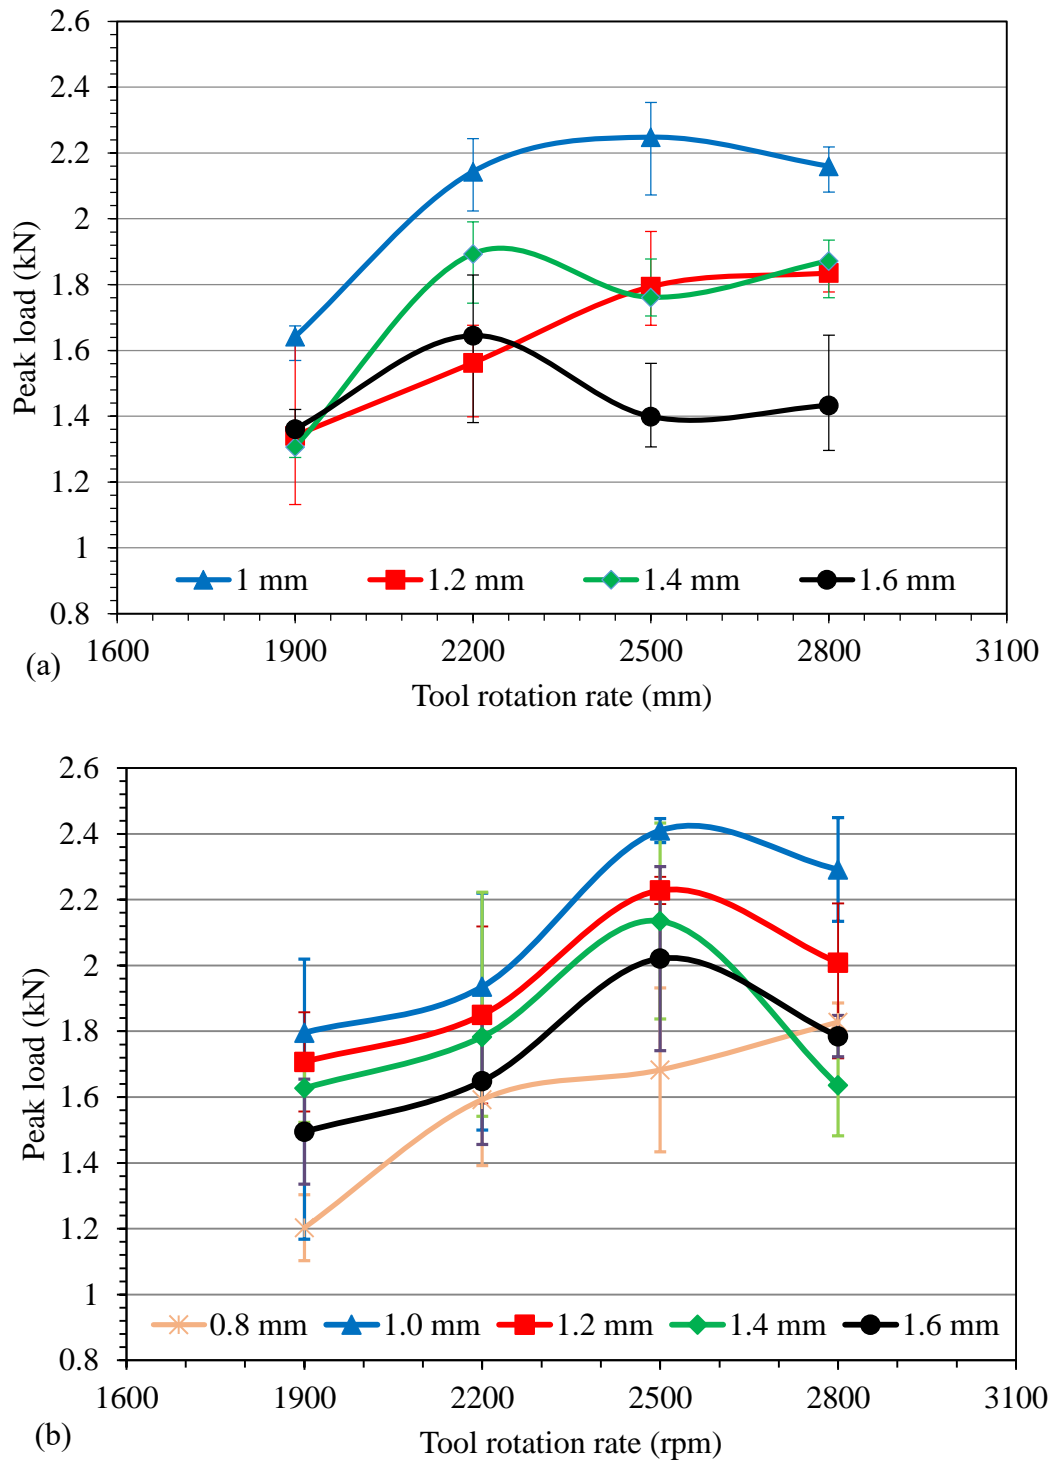 2.6
2.4
2.2
2
1.8
1.6
1.4
1.2
1
0.8
Peak load (kN)
1 mm 1.2 mm 1.4 mm 1.6 mm
1600 1900 2200 2500 2800 3100
(a)
Tool rotation rate (mm)
2.6
2.4
2.2
2
1.8
1.6
1.4
1.2
1
0.8
Peak load (kN)
0.8 mm 1.0 mm 1.2 mm 1.4 mm 1.6 mm
1600 1900 2200 2500 2800 3100
(b)
Tool rotation rate (rpm)